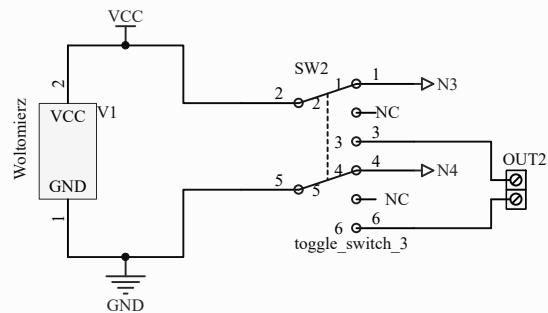 VCC
SW2
1
1
N3
2
2
2
NC
Woltomierz
VCC
V1
3
3
GND
4
4
N4
OUT2
5
5
1
NC
6
6
toggle_switch_3
GND